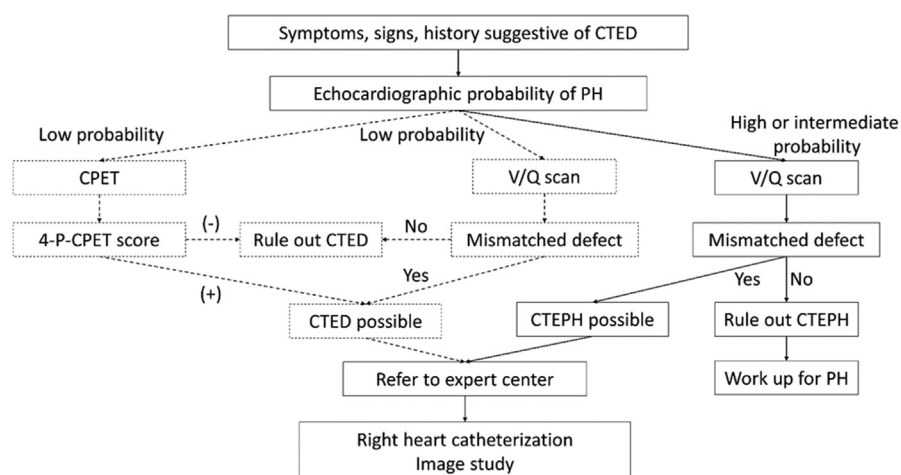 Symptoms, signs, history suggestive of CTED
Echocardiographic probability of PH
Low probability
Low probability
High or intermediate
probability
CPET
V/Q scan
V/Q scan
4-P-CPET score
(-)
Rule out CTED
No
Mismatched defect
Mismatched defect
(+)
Yes
Yes
No
CTED possible
CTEPH possible
Rule out CTEPH
Refer to expert center
Work up for PH
Right heart catheterization
Image study